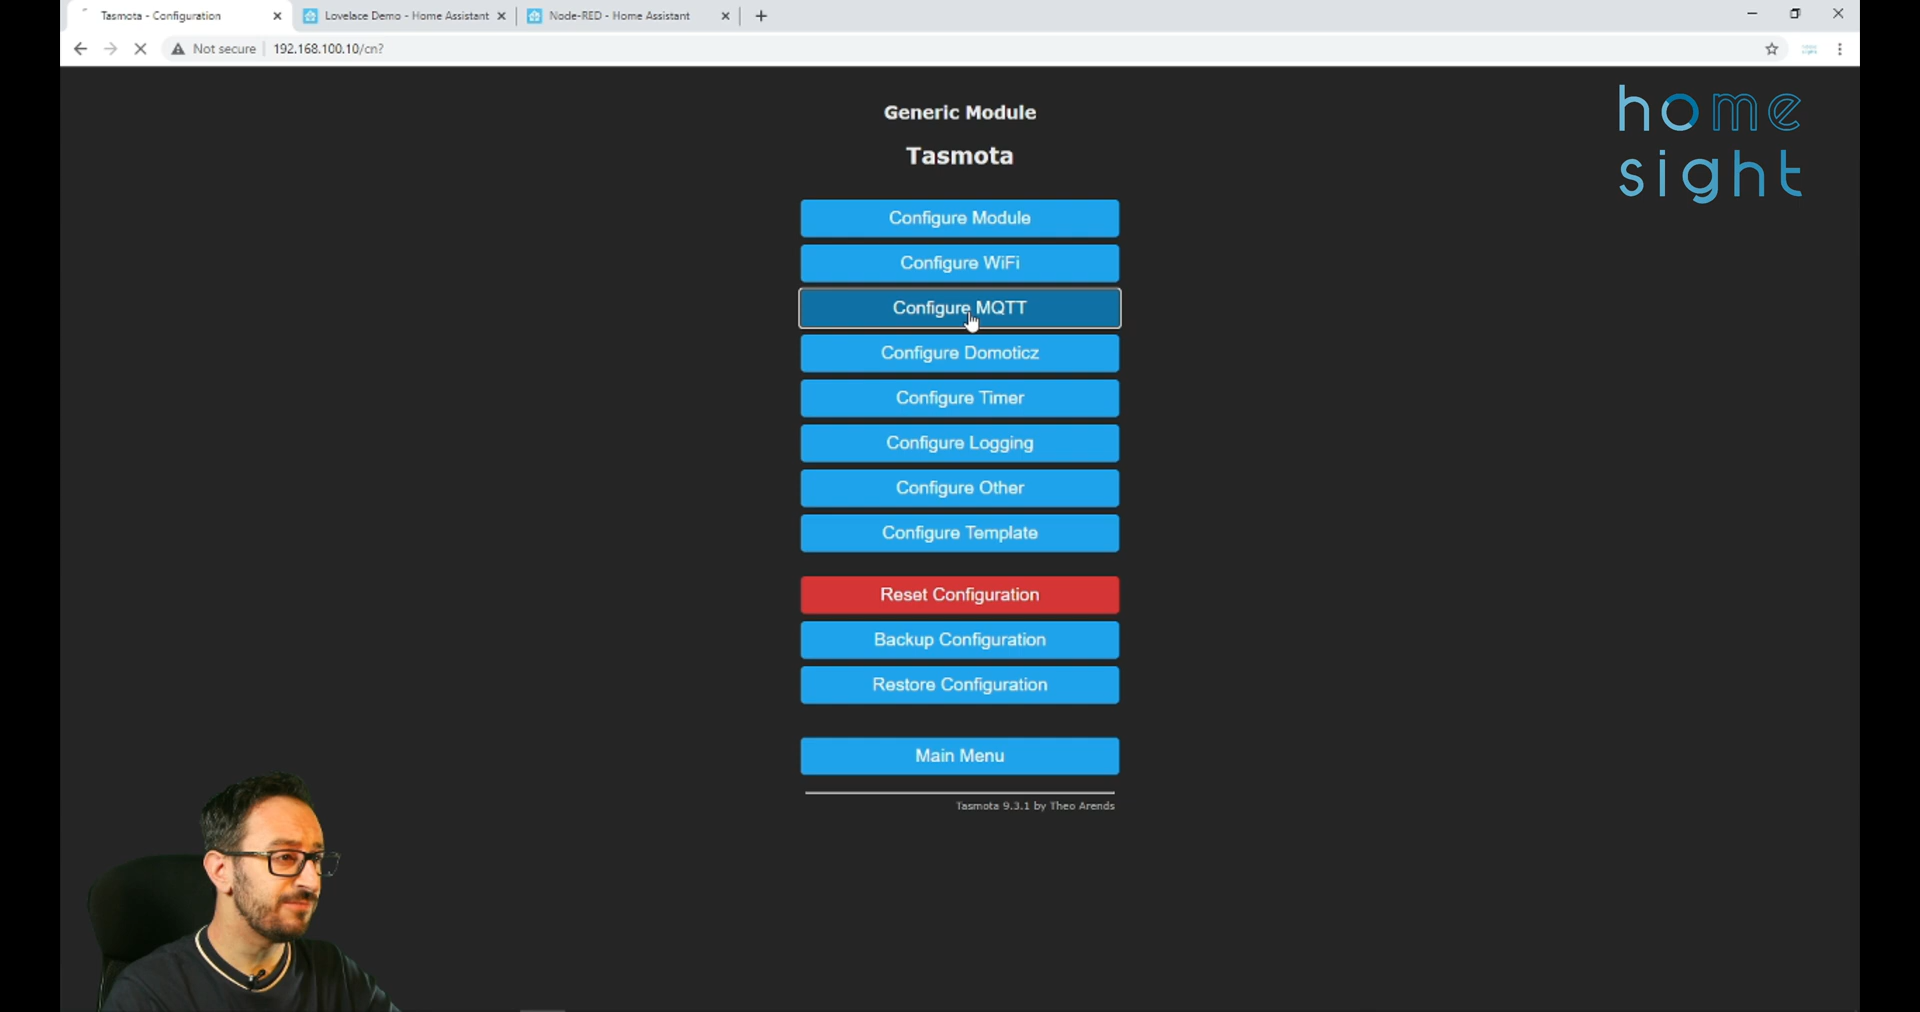 Tasmota - Configuration
Lovelace Demo - Home Assistant
Node-RED - Home Assistant
Not secure
192.168.100.10/cn?
home
sight
Generic Module
Tasmota
Configure Module
Configure WiFi
Configure MQTT
Configure Domoticz
Configure Timer
Configure Logging
Configure Other
Configure Template
Reset Configuration
Backup Configuration
Restore Configuration
Main Menu
Tasmota 9.3.1 by Theo Arends